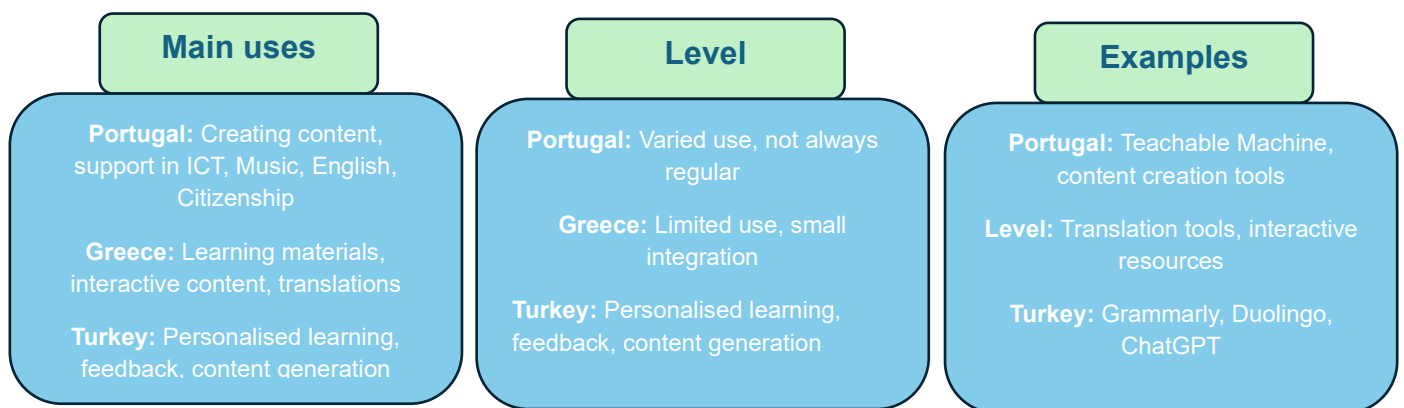 Main uses
Portugal: Creating content,
support in ICT, Music, English,
Citizenship
Greece: Learning materials,
interactive content, translations
Turkey: Personalised learning,
feedback, content generation
Level
Portugal: Varied use, not always
regular
Greece: Limited use, small
integration
Turkey: Personalised learning,
feedback, content generation
Examples
Portugal: Teachable Machine,
content creation tools
Level: Translation tools, interactive
resources
Turkey: Grammarly, Duolingo,
ChatGPT